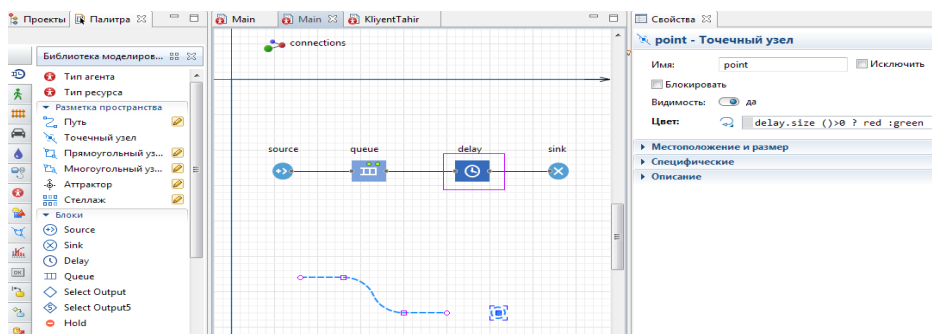 Проекты Палитра
Библиотека моделиров...
Тип агента
Тип ресурса
Разметка пространства
Путь
Точечный узел
Прямоугольный уз...
Многоугольный уз...
Аттрактор
Стеллаж
Блоки
Source
Sink
Delay
Queue
Select Output
Select Output5
Hold
Main Main KliyentTahir
connections
source queue delay sink
Свойства
point - Точечный узел
Имя: point Исключить
Блокировать
Видимость: да
Цвет: delay.size ()>0 ? red :green
Местоположение и размер
Специфические
Описание